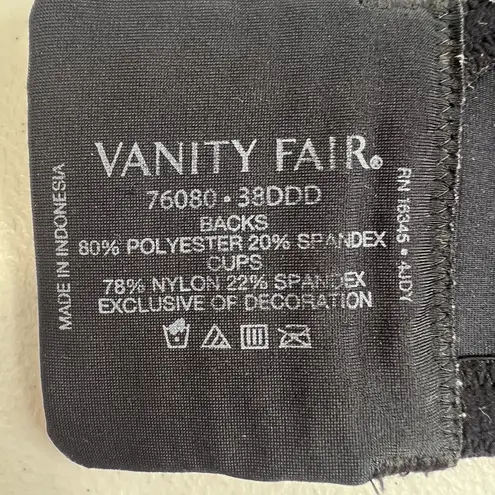 VANITY FAIR®
76080 • 38DDD
BACKS
80% POLYESTER 20% SPANDEX
CUPS
78% NYLON 22% SPANDEX
EXCLUSIVE OF DECORATION
MADE IN INDONESIA
RN 16345 •